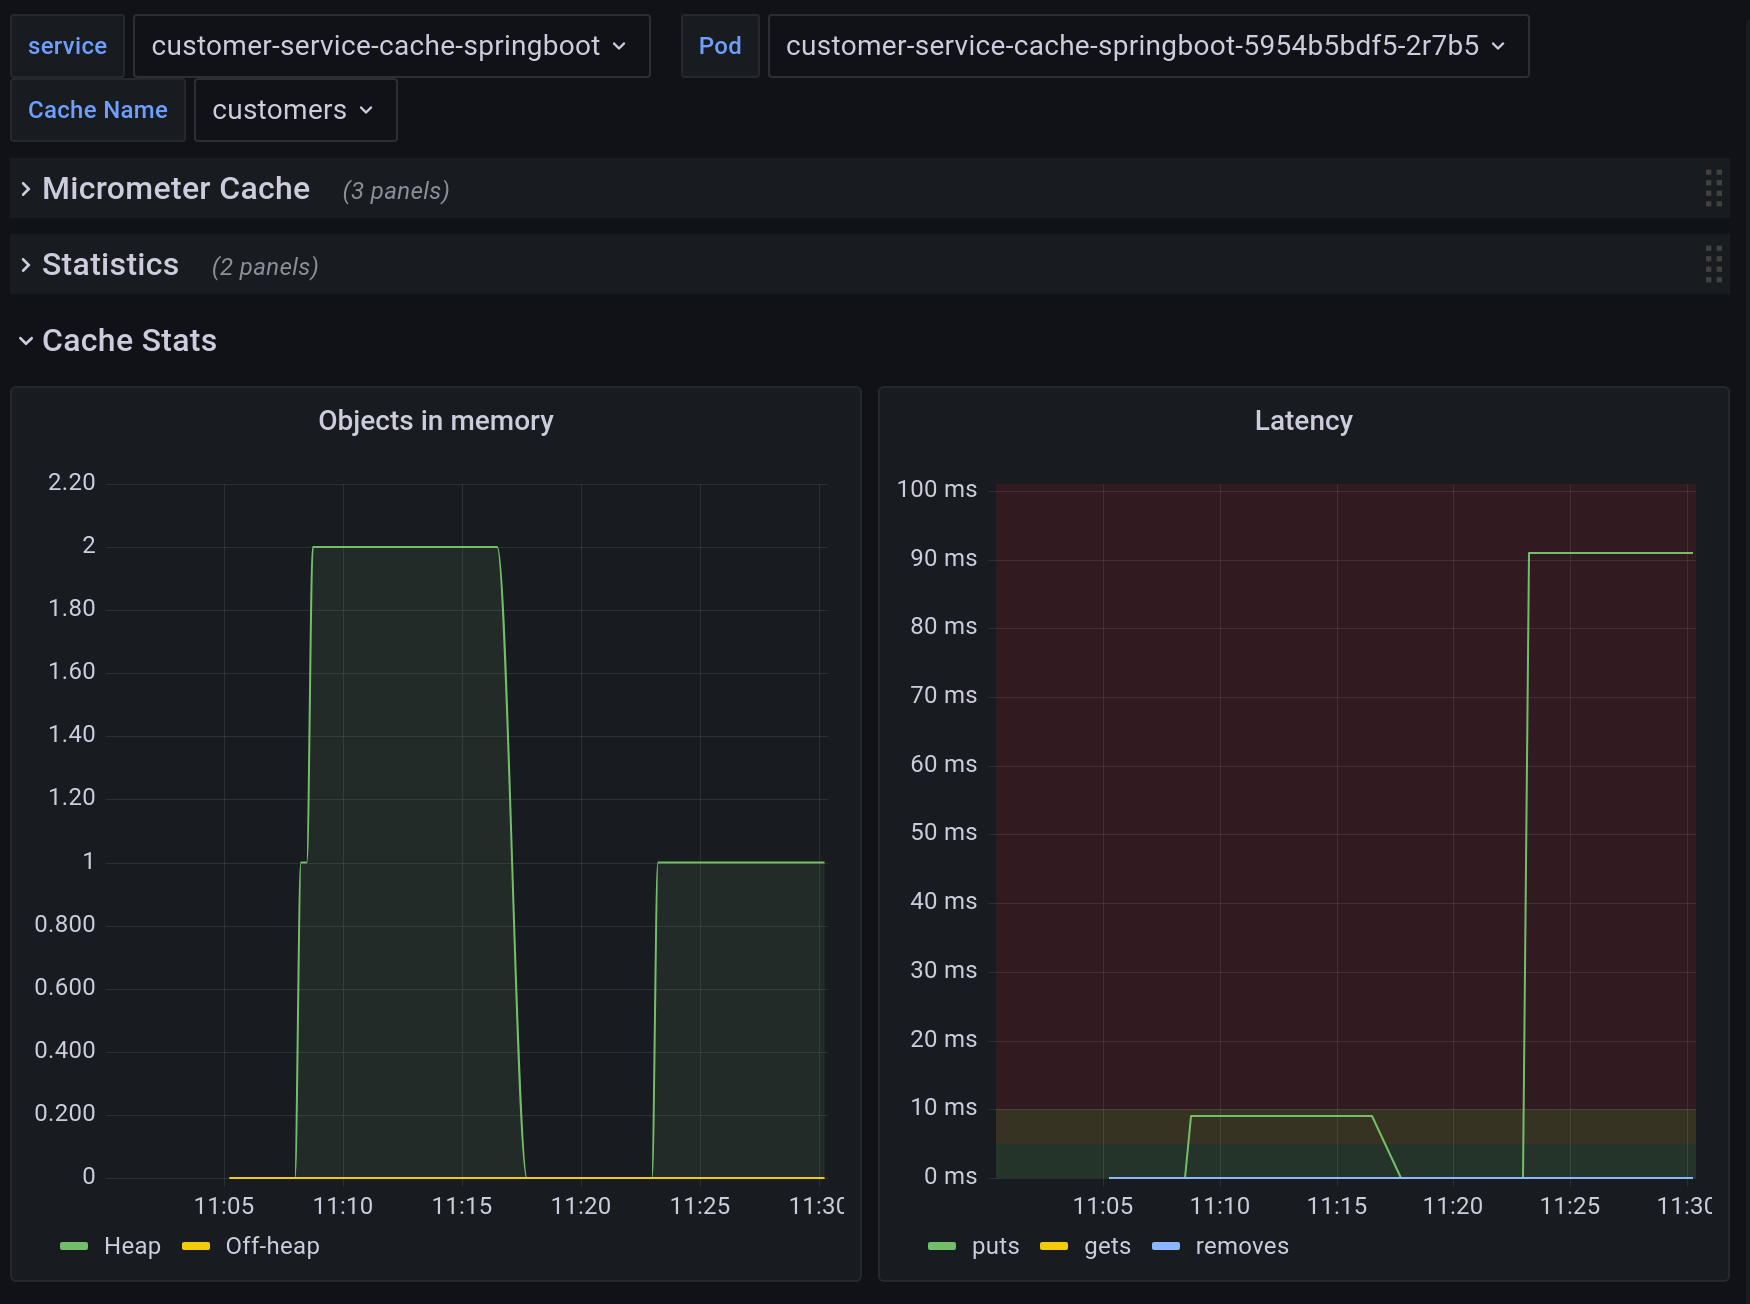 service customer-service-cache-springboot Pod customer-service-cache-springboot-5954b5bdf5-2r7b5
Cache Name customers
Micrometer Cache (3 panels)
Statistics (2 panels)
Cache Stats
Objects in memory
2.20
2
1.80
1.60
1.40
1.20
1
0.800
0.600
0.400
0.200
0
11:05 11:10 11:15 11:20 11:25 11:30
Heap Off-heap
Latency
100 ms
90 ms
80 ms
70 ms
60 ms
50 ms
40 ms
30 ms
20 ms
10 ms
0 ms
11:05 11:10 11:15 11:20 11:25 11:30
puts gets removes